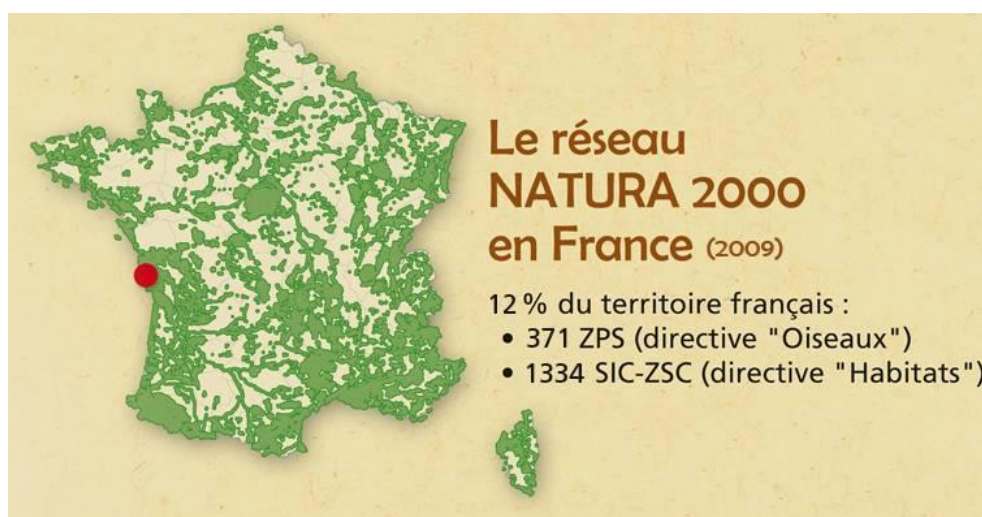 Le réseau
NATURA 2000
en France (2009)
12 % du territoire français :
• 371 ZPS (directive "Oiseaux")
• 1334 SIC-ZSC (directive "Habitats")